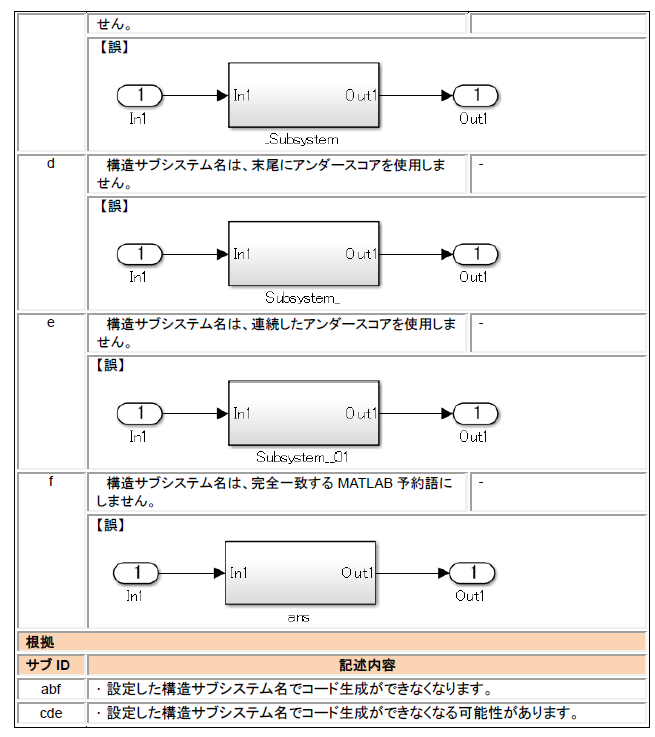 せん。
【誤】
1 In1 Out1 1
In1 Out1
_Subsystem
d 構造サブシステム名は、末尾にアンダースコアを使用しま -
せん。
【誤】
1 In1 Out1 1
In1 Out1
Subsystem_
e 構造サブシステム名は、連続したアンダースコアを使用しま -
せん。
【誤】
1 In1 Out1 1
In1 Out1
Subsystem__01
f 構造サブシステム名は、完全一致する MATLAB 予約語に -
しません。
【誤】
1 In1 Out1 1
In1 Out1
ans
根拠
サブ ID 記述内容
abf ・設定した構造サブシステム名でコード生成ができなくなります。
cde ・設定した構造サブシステム名でコード生成ができなくなる可能性があります。